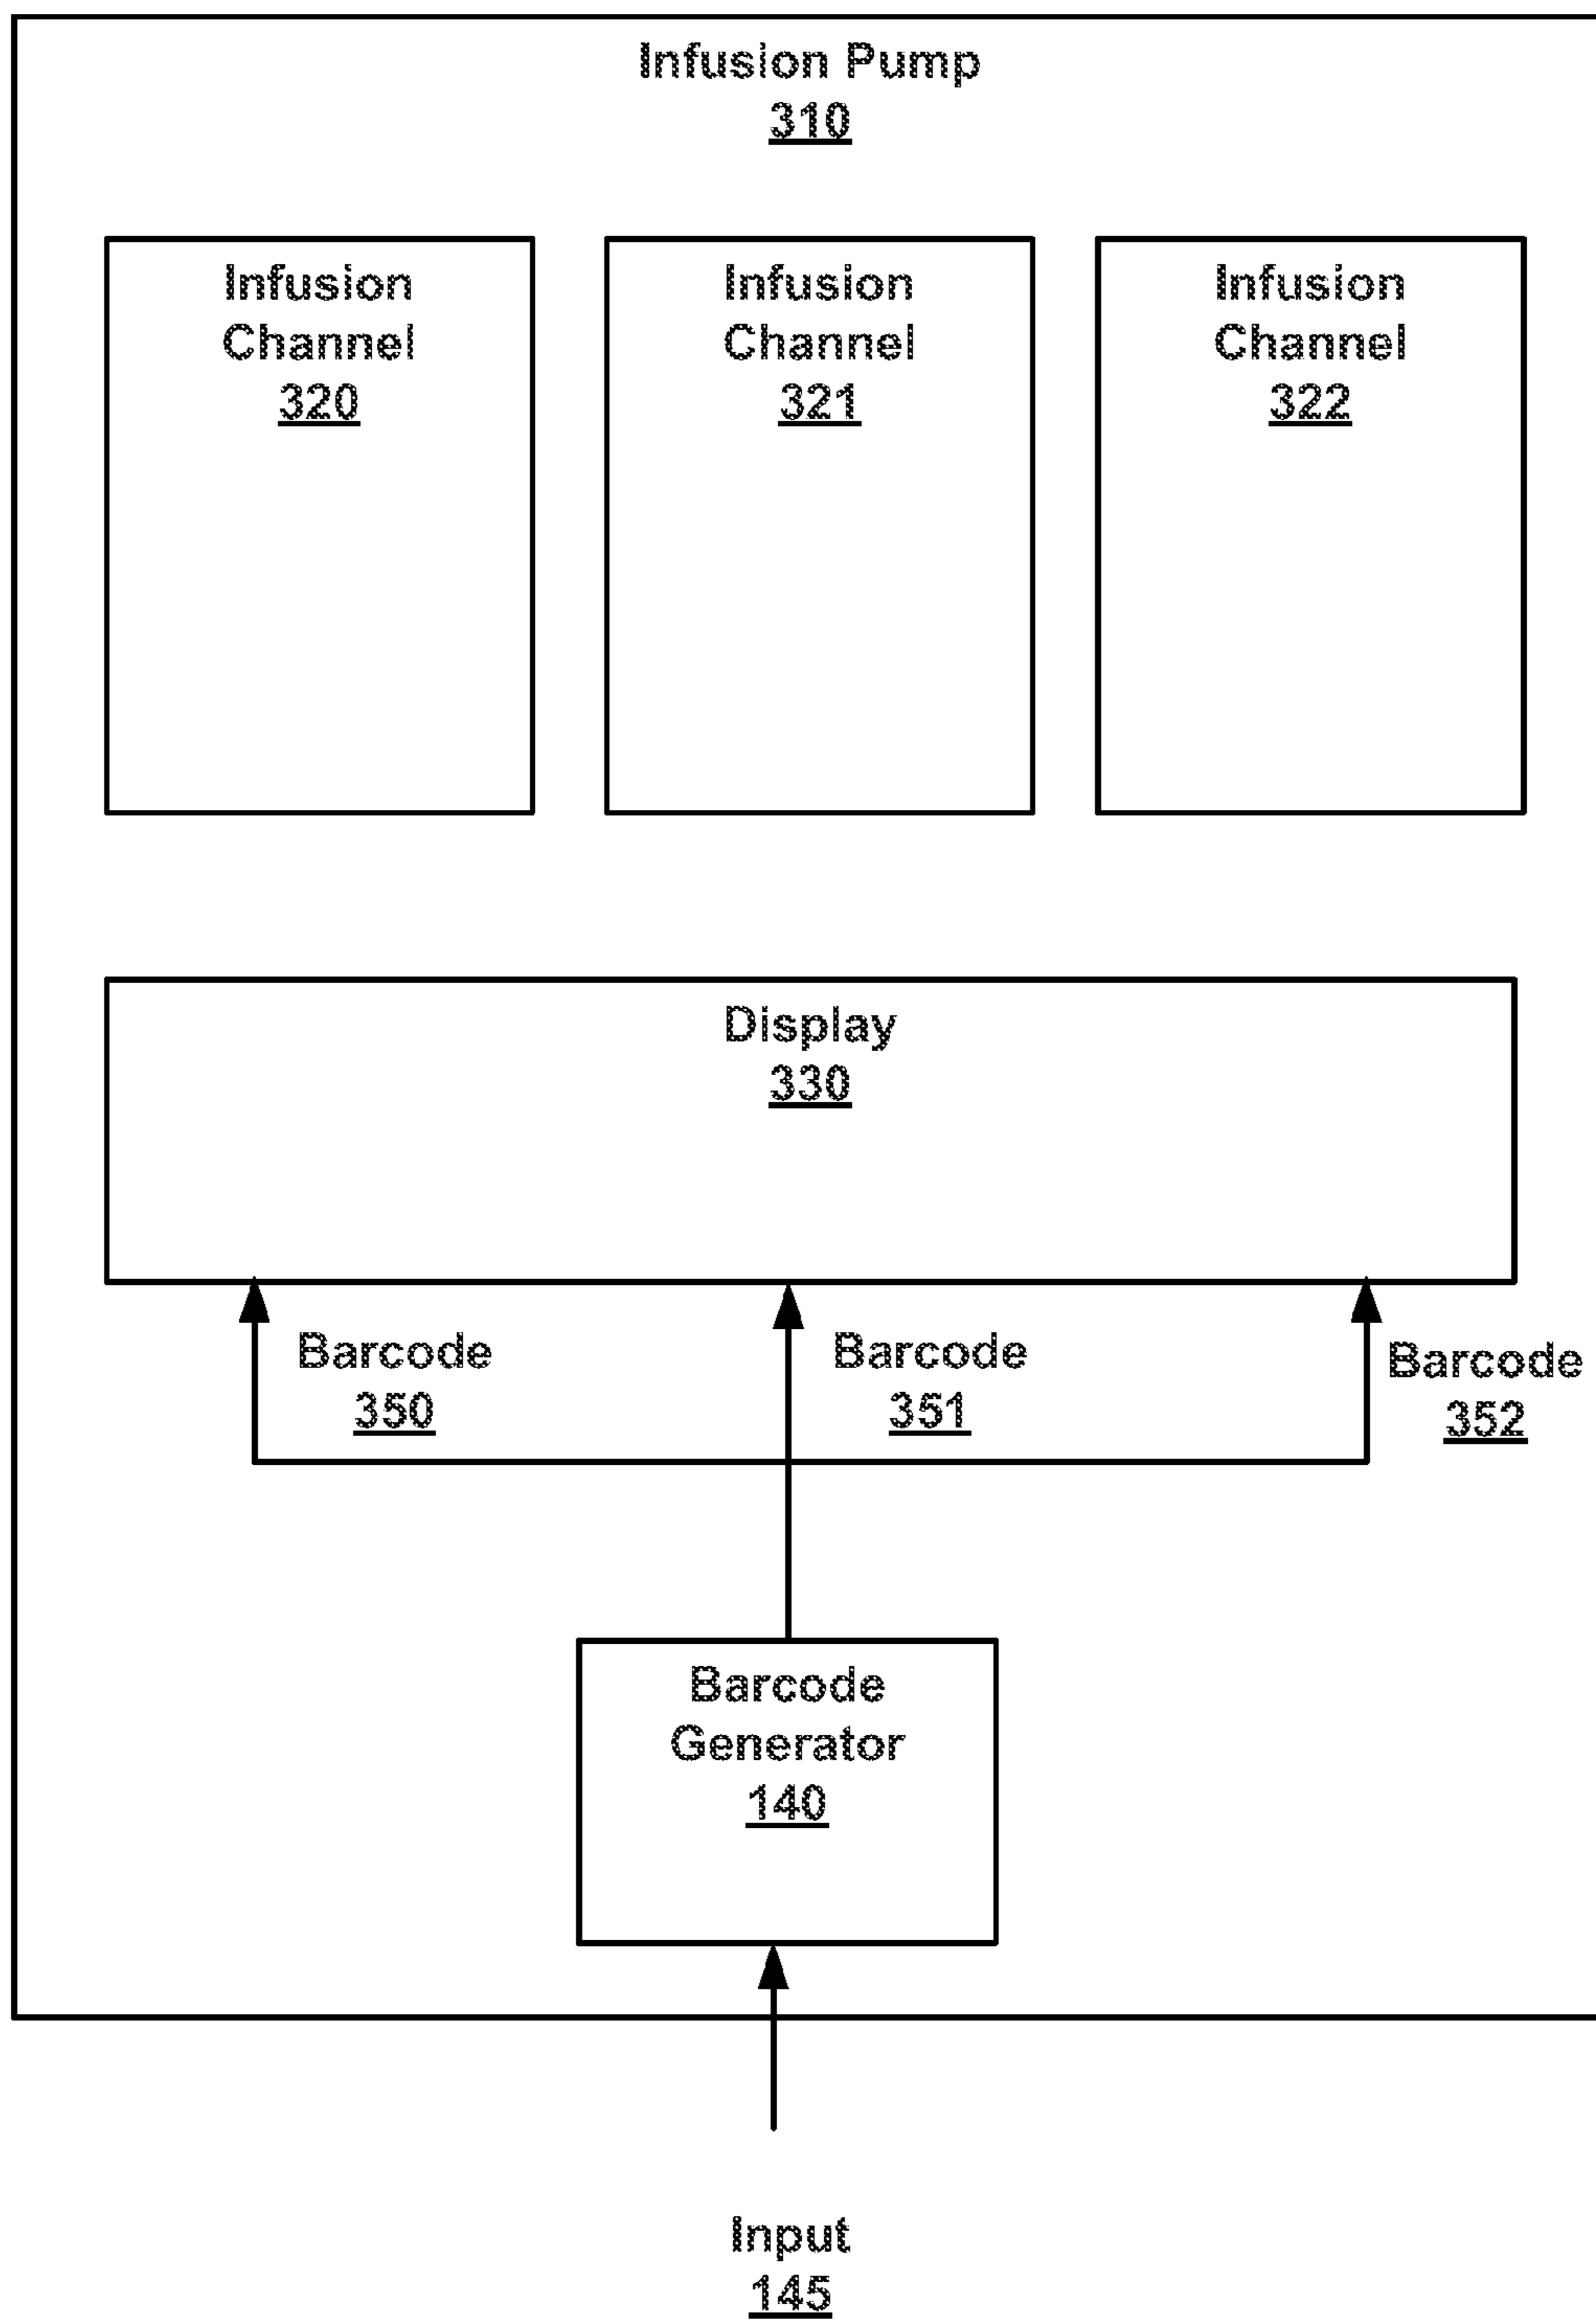 Infusion Pump
310
Infusion
Channel
320
Infusion
Channel
321
Infusion
Channel
322
Display
330
Barcode
350
Barcode
351
Barcode
352
Barcode
Generator
140
Input
145